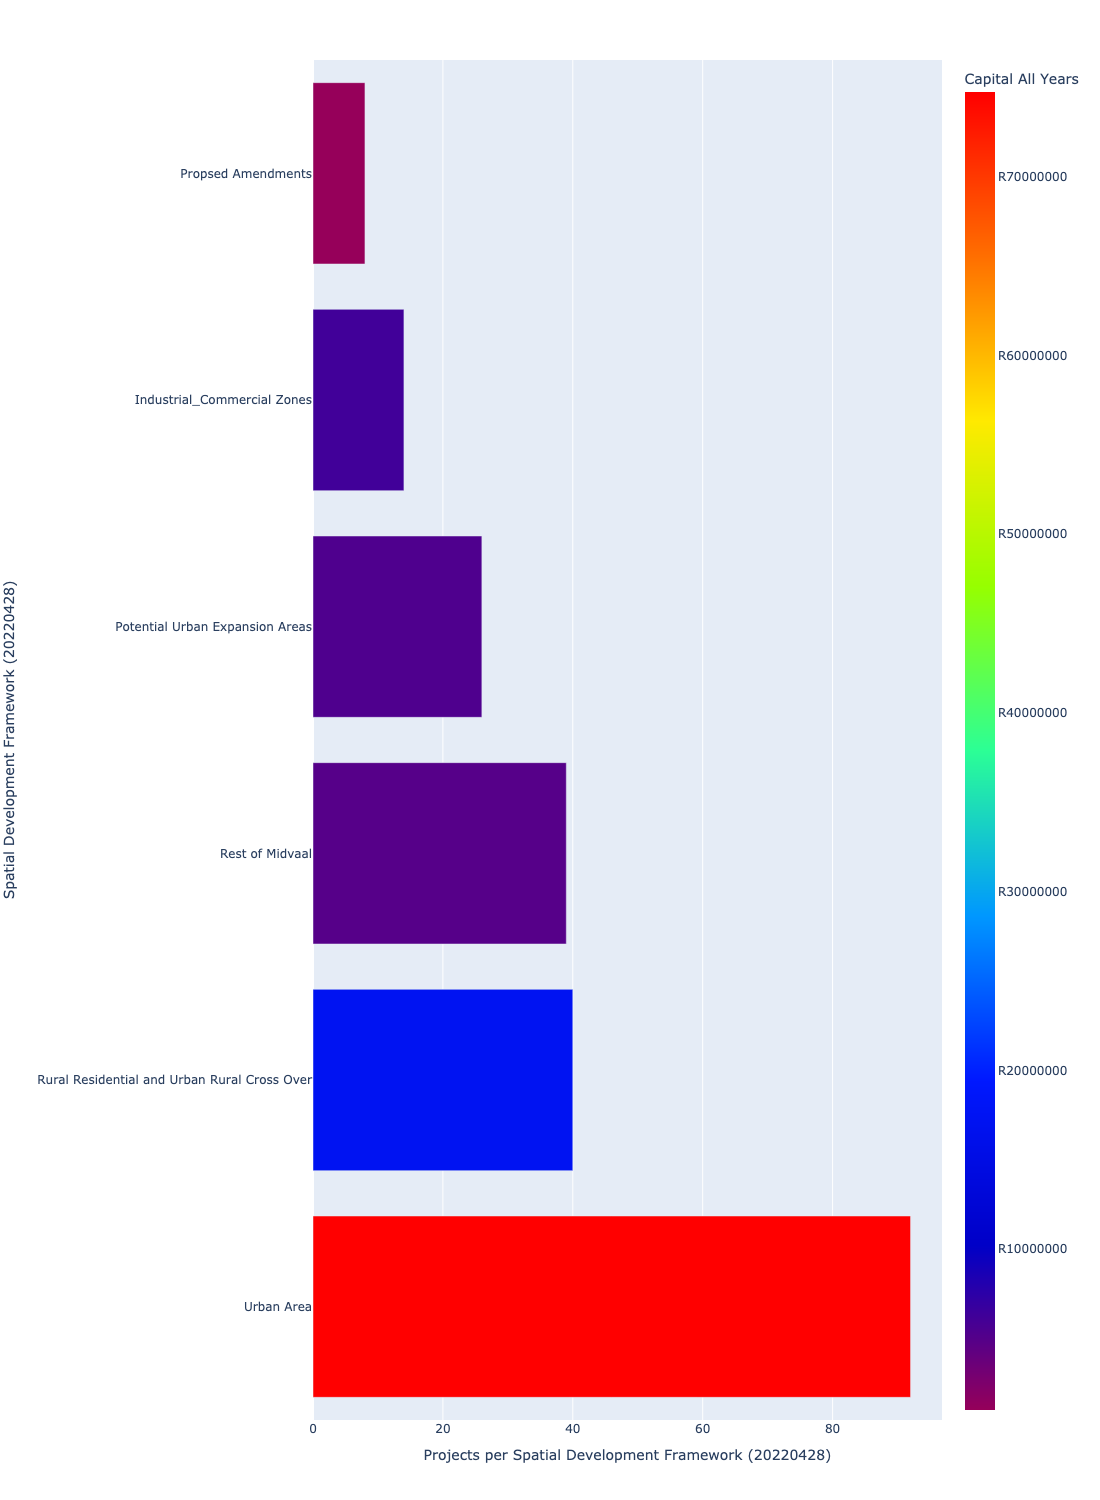 Capital All Years
R70000000
R60000000
R50000000
R40000000
R30000000
R20000000
R10000000
Spatial Development Framework (20220428)
Propsed Amendments
Industrial_Commercial Zones
Potential Urban Expansion Areas
Rest of Midvaal
Rural Residential and Urban Rural Cross Over
Urban Area
0 20 40 60 80
Projects per Spatial Development Framework (20220428)